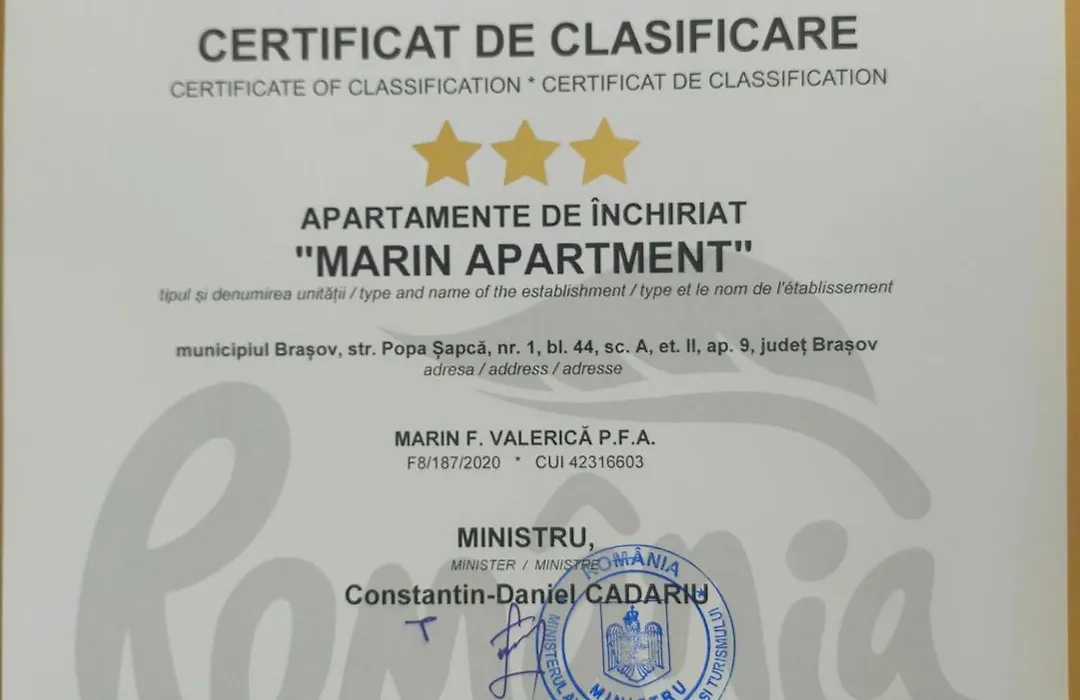 CERTIFICAT DE CLASIFICARE
CERTIFICATE OF CLASSIFICATION * CERTIFICAT DE CLASSIFICATION
APARTAMENTE DE ÎNCHIRIAT
"MARIN APARTMENT"
tipul și denumirea unității / type and name of the establishment / type et le nom de l'établissement
municipiul Brașov, str. Popa Șapcă, nr. 1, bl. 44, sc. A, et. II, ap. 9, județ Brașov
adresa / address / adresse
MARIN F. VALERICĂ P.F.A.
F8/187/2020 * CUI 42316603
MINISTRU,
MINISTER / MINISTRE
Constantin-Daniel CADARIU
ROMÂNIA
MINISTERUL
ȘI TURISMULUI
MINISTRU
România